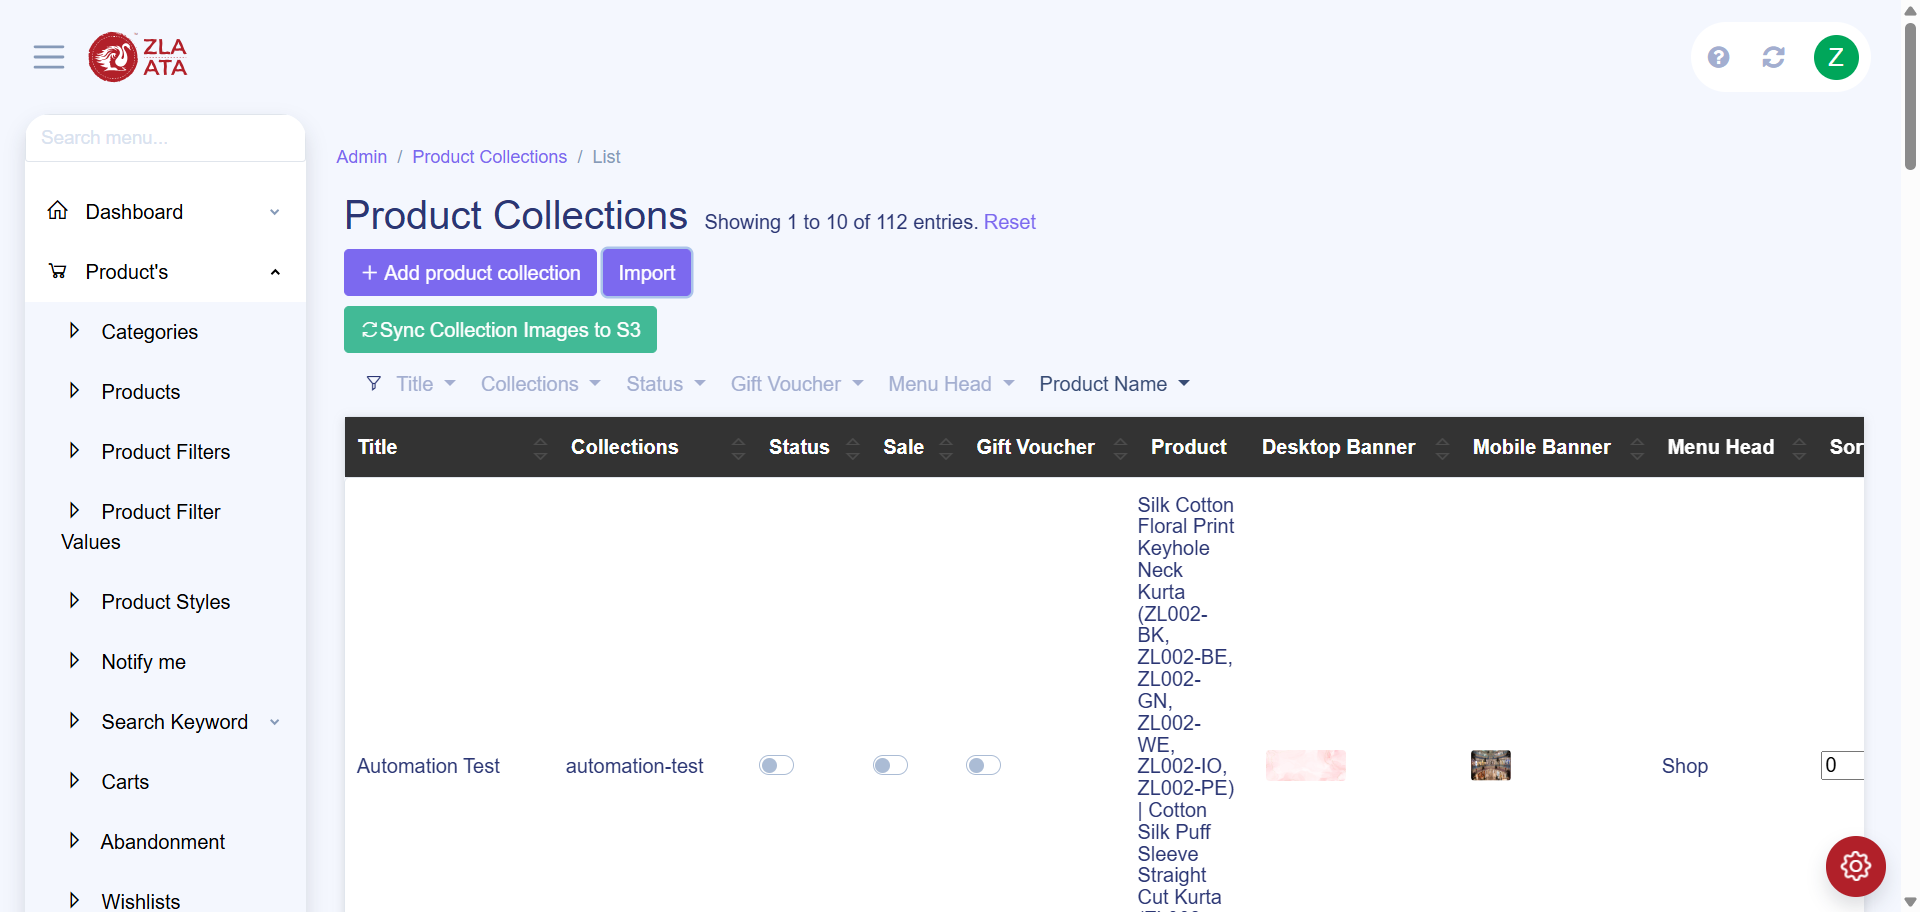 ZLA
ATA
Z
Search menu...
Dashboard
Product's
Categories
Products
Product Filters
Product Filter
Values
Product Styles
Notify me
Search Keyword
Carts
Abandonment
Wishlists
Admin / Product Collections / List
Product Collections Showing 1 to 10 of 112 entries. Reset
+ Add product collection Import
Sync Collection Images to S3
Title Collections Status Gift Voucher Menu Head Product Name
Title Collections Status Sale Gift Voucher Product Desktop Banner Mobile Banner Menu Head Sor
Automation Test automation-test
Silk Cotton
Floral Print
Keyhole
Neck
Kurta
(ZL002-
BK,
ZL002-BE,
ZL002-
GN,
ZL002-
WE,
ZL002-IO,
ZL002-PE)
| Cotton
Silk Puff
Sleeve
Straight
Cut Kurta
Shop 0